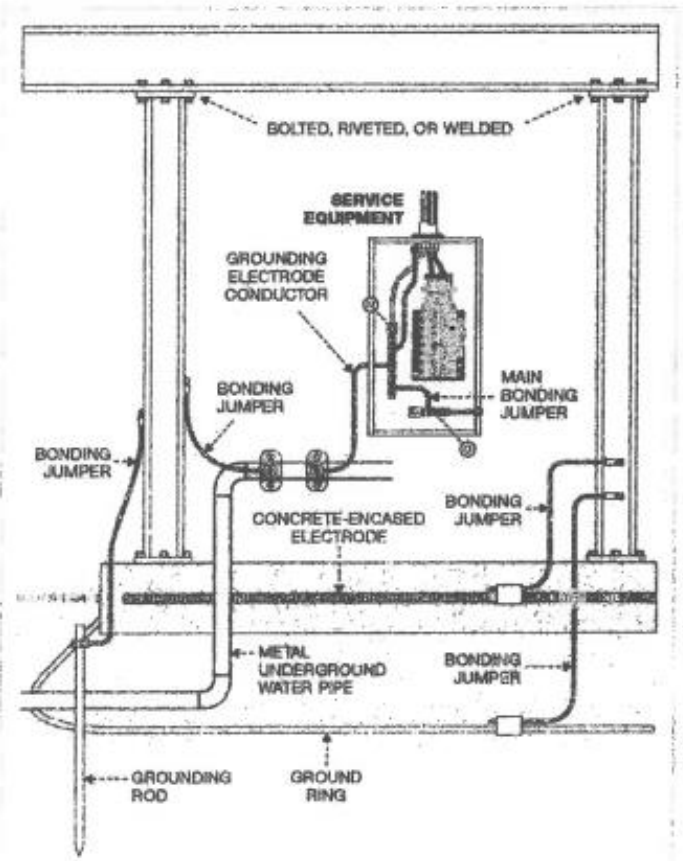 BOLTED, RIVETED, OR WELDED
SERVICE
EQUIPMENT
GROUNDING
ELECTRODE
CONDUCTOR
MAIN
BONDING
JUMPER
BONDING
JUMPER
BONDING
JUMPER
BONDING
JUMPER
CONCRETE-ENCASED
ELECTRODE
METAL
UNDERGROUND
WATER PIPE
BONDING
JUMPER
GROUNDING
ROD
GROUND
RING